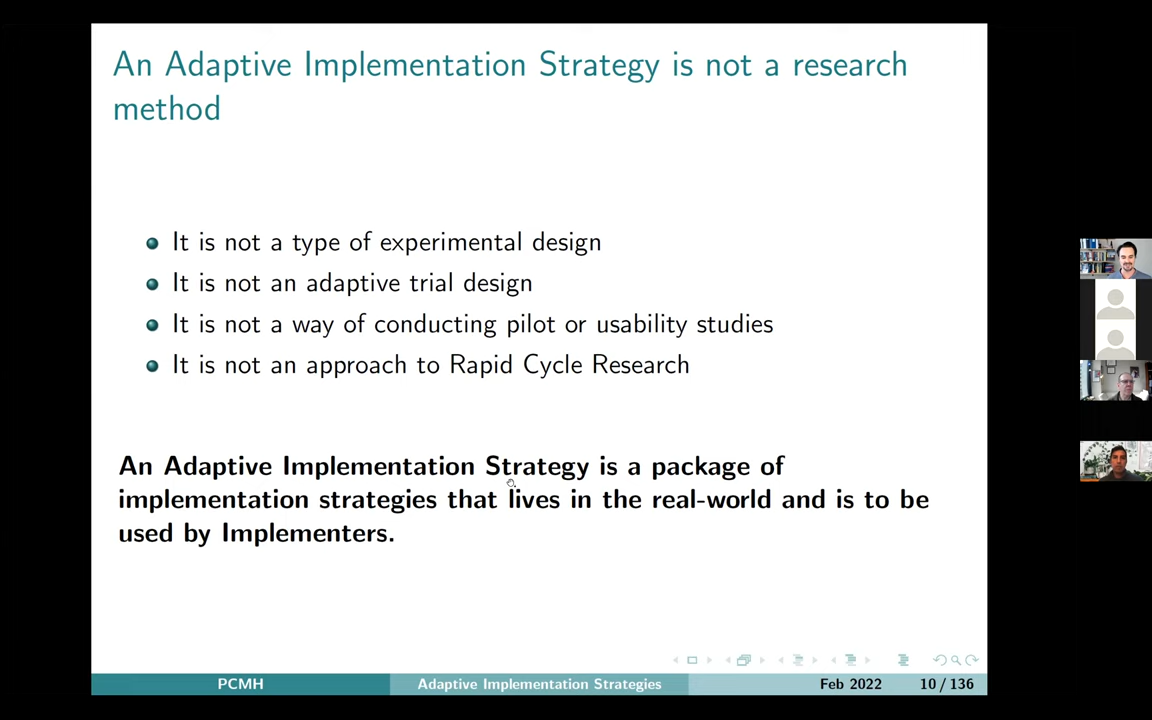 An Adaptive Implementation Strategy is not a research
method
It is not a type of experimental design
It is not an adaptive trial design
It is not a way of conducting pilot or usability studies
It is not an approach to Rapid Cycle Research
An Adaptive Implementation Strategy is a package of
implementation strategies that lives in the real-world and is to be
used by Implementers.
PCMH Adaptive Implementation Strategies Feb 2022 10 / 136